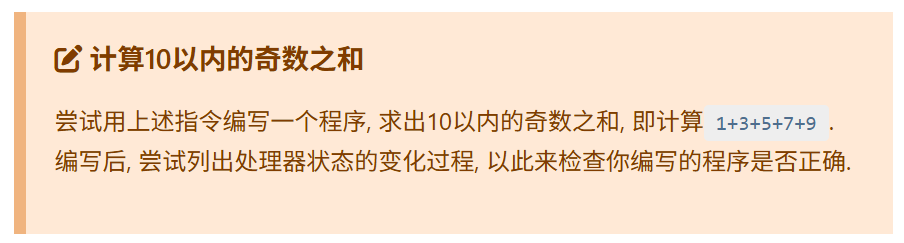 计算10以内的奇数之和
尝试用上述指令编写一个程序, 求出10以内的奇数之和, 即计算 1+3+5+7+9 .
编写后, 尝试列出处理器状态的变化过程, 以此来检查你编写的程序是否正确.